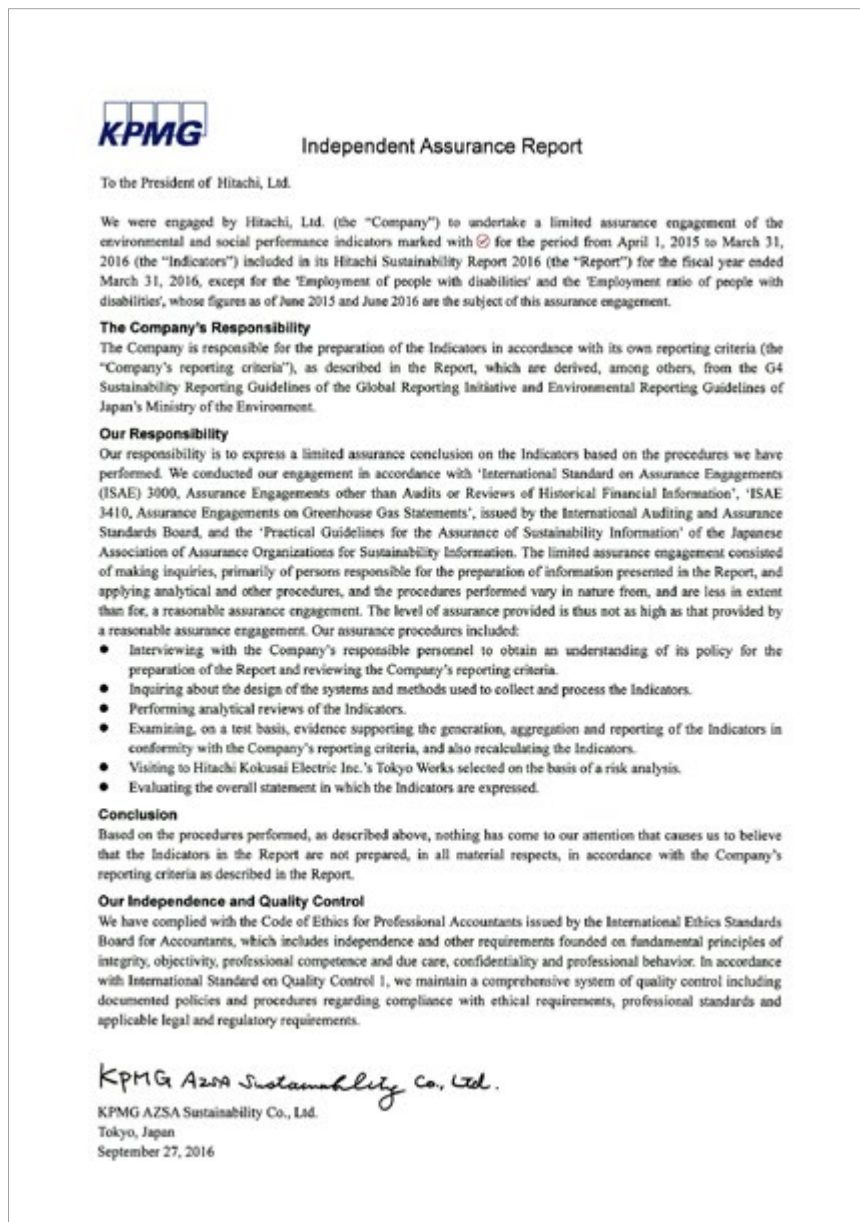 KPMG
Independent Assurance Report
To the President of Hitachi, Ltd.
We were engaged by Hitachi, Ltd. (the “Company”) to undertake a limited assurance engagement of the
environmental and social performance indicators marked with for the period from April 1, 2015 to March 31,
2016 (the “Indicators”) included in its Hitachi Sustainability Report 2016 (the “Report”) for the fiscal year ended
March 31, 2016, except for the 'Employment of people with disabilities' and the 'Employment ratio of people with
disabilities', whose figures as of June 2015 and June 2016 are the subject of this assurance engagement.
The Company’s Responsibility
The Company is responsible for the preparation of the Indicators in accordance with its own reporting criteria (the
“Company’s reporting criteria”), as described in the Report, which are derived, among others, from the G4
Sustainability Reporting Guidelines of the Global Reporting Initiative and Environmental Reporting Guidelines of
Japan’s Ministry of the Environment.
Our Responsibility
Our responsibility is to express a limited assurance conclusion on the Indicators based on the procedures we have
performed. We conducted our engagement in accordance with ‘International Standard on Assurance Engagements
(ISAE) 3000, Assurance Engagements other than Audits or Reviews of Historical Financial Information’, ‘ISAE
3410, Assurance Engagements on Greenhouse Gas Statements’, issued by the International Auditing and Assurance
Standards Board, and the ‘Practical Guidelines for the Assurance of Sustainability Information’ of the Japanese
Association of Assurance Organizations for Sustainability Information. The limited assurance engagement consisted
of making inquiries, primarily of persons responsible for the preparation of information presented in the Report, and
applying analytical and other procedures, and the procedures performed vary in nature from, and are less in extent
than for, a reasonable assurance engagement. The level of assurance provided is thus not as high as that provided by
a reasonable assurance engagement. Our assurance procedures included:
● Interviewing with the Company’s responsible personnel to obtain an understanding of its policy for the
preparation of the Report and reviewing the Company’s reporting criteria.
● Inquiring about the design of the systems and methods used to collect and process the Indicators.
● Performing analytical reviews of the Indicators.
● Examining, on a test basis, evidence supporting the generation, aggregation and reporting of the Indicators in
conformity with the Company’s reporting criteria, and also recalculating the Indicators.
● Visiting to Hitachi Kokusai Electric Inc.’s Tokyo Works selected on the basis of a risk analysis.
● Evaluating the overall statement in which the Indicators are expressed.
Conclusion
Based on the procedures performed, as described above, nothing has come to our attention that causes us to believe
that the Indicators in the Report are not prepared, in all material respects, in accordance with the Company’s
reporting criteria as described in the Report.
Our Independence and Quality Control
We have complied with the Code of Ethics for Professional Accountants issued by the International Ethics Standards
Board for Accountants, which includes independence and other requirements founded on fundamental principles of
integrity, objectivity, professional competence and due care, confidentiality and professional behavior. In accordance
with International Standard on Quality Control 1, we maintain a comprehensive system of quality control including
documented policies and procedures regarding compliance with ethical requirements, professional standards and
applicable legal and regulatory requirements.
KPMG AZSA Sustainability Co., Ltd.
KPMG AZSA Sustainability Co., Ltd.
Tokyo, Japan
September 27, 2016